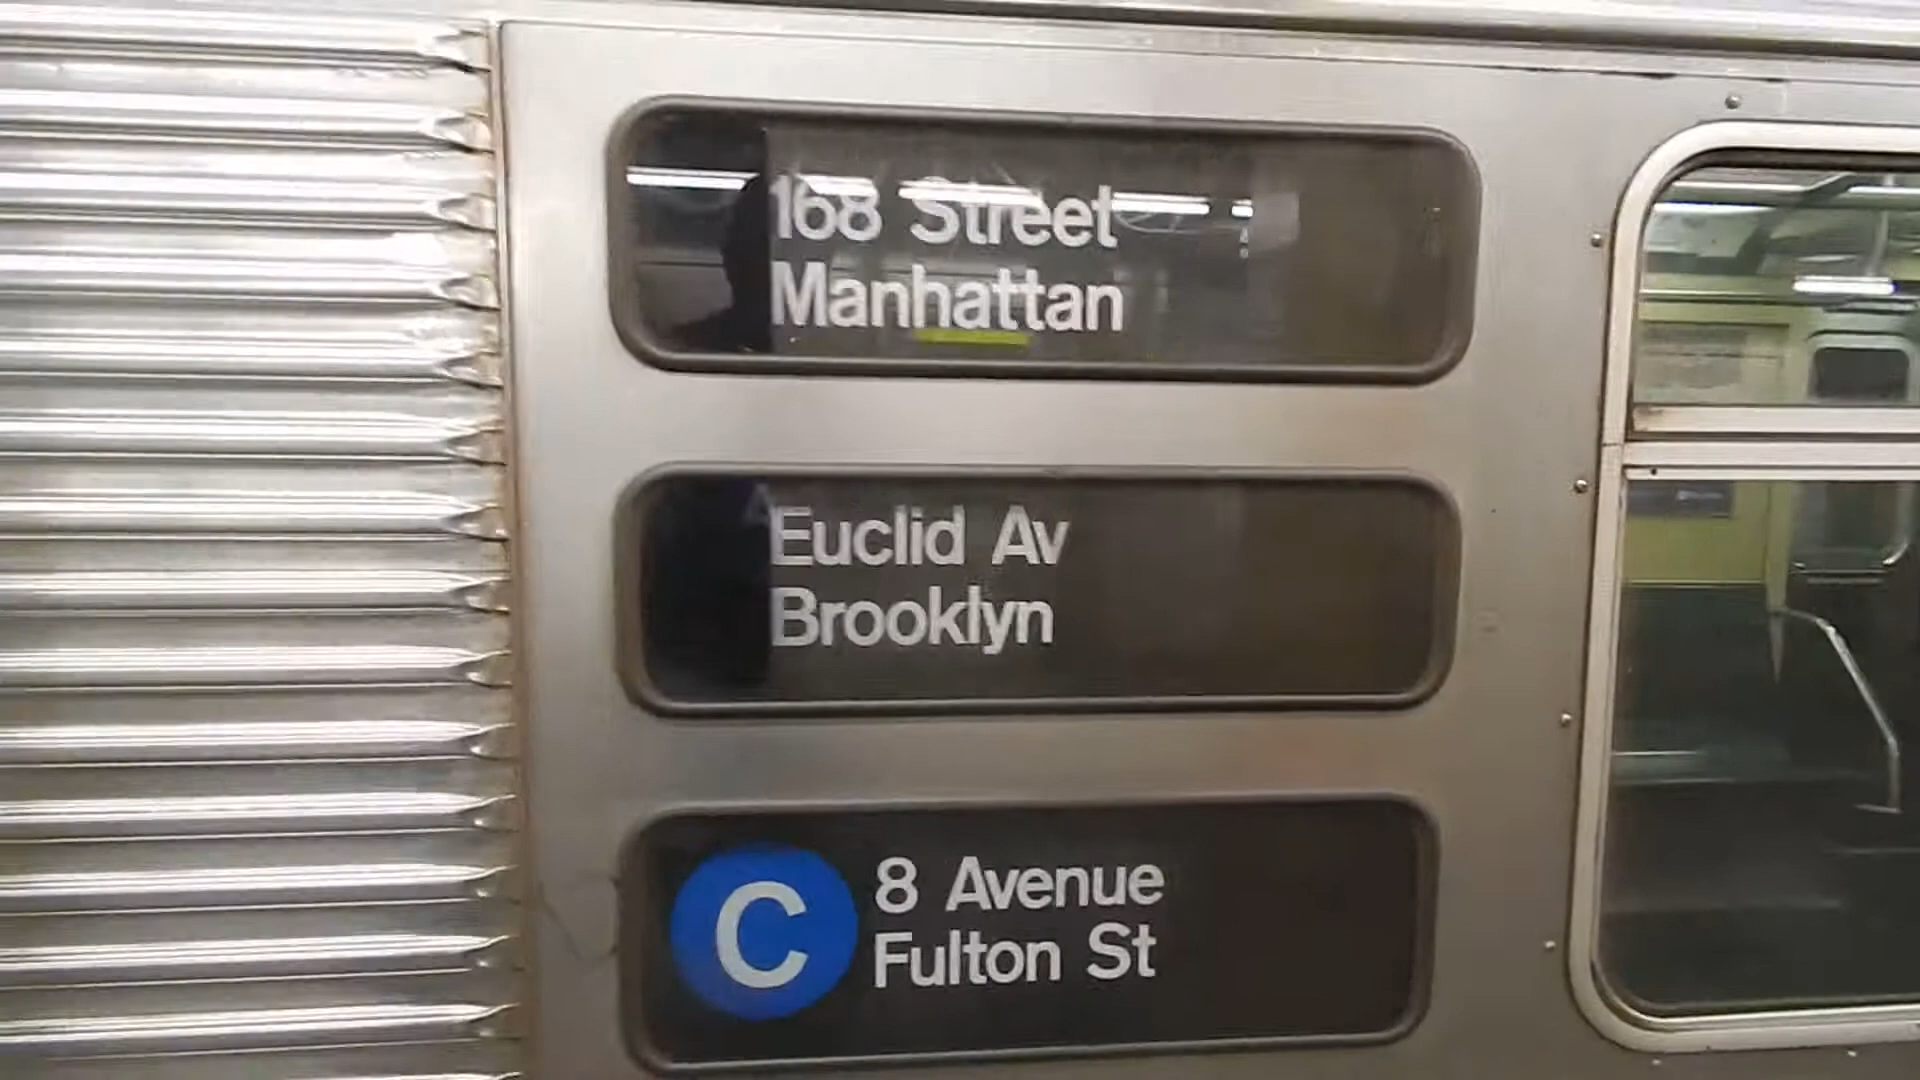 168 Street
Manhattan
Euclid Av
Brooklyn
C
8 Avenue
Fulton St